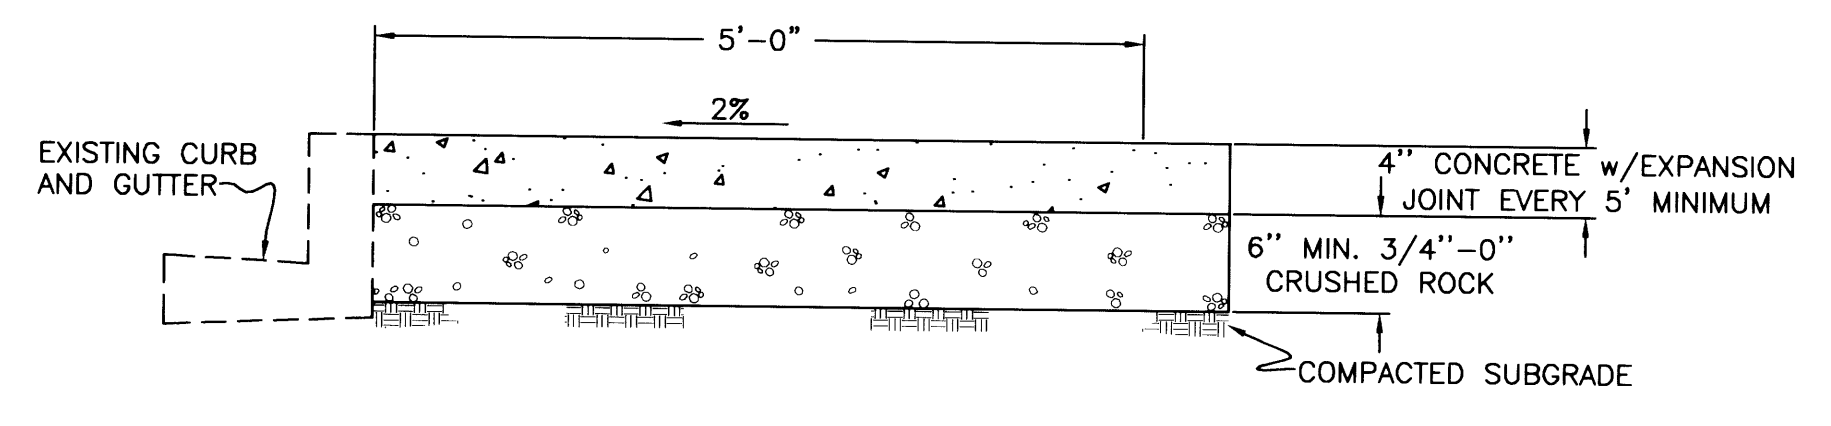 5'-0"
2%
EXISTING CURB
AND GUTTER
4" CONCRETE w/EXPANSION
JOINT EVERY 5' MINIMUM
6" MIN. 3/4"-0"
CRUSHED ROCK
COMPACTED SUBGRADE